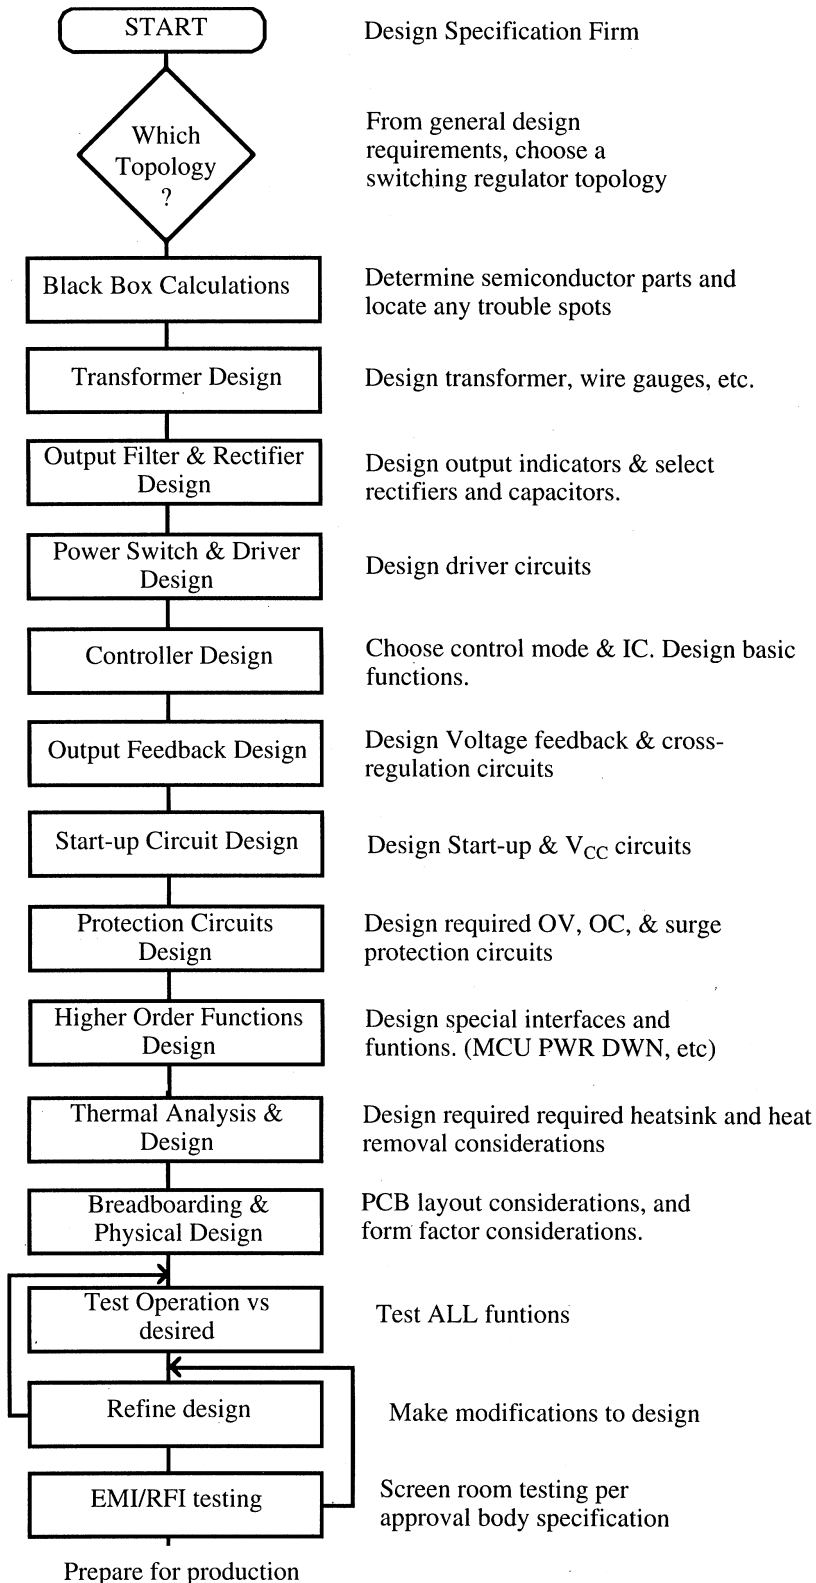 START
Design Specification Firm
Which
Topology
?
From general design
requirements, choose a
switching regulator topology
Black Box Calculations
Determine semiconductor parts and
locate any trouble spots
Transformer Design
Design transformer, wire gauges, etc.
Output Filter & Rectifier
Design
Design output indicators & select
rectifiers and capacitors.
Power Switch & Driver
Design
Design driver circuits
Controller Design
Choose control mode & IC. Design basic
functions.
Output Feedback Design
Design Voltage feedback & cross-
regulation circuits
Start-up Circuit Design
Design Start-up & VCC circuits
Protection Circuits
Design
Design required OV, OC, & surge
protection circuits
Higher Order Functions
Design
Design special interfaces and
funtions. (MCU PWR DWN, etc)
Thermal Analysis &
Design
Design required required heatsink and heat
removal considerations
Breadboarding &
Physical Design
PCB layout considerations, and
form factor considerations.
Test Operation vs
desired
Test ALL funtions
Refine design
Make modifications to design
EMI/RFI testing
Screen room testing per
approval body specification
Prepare for production